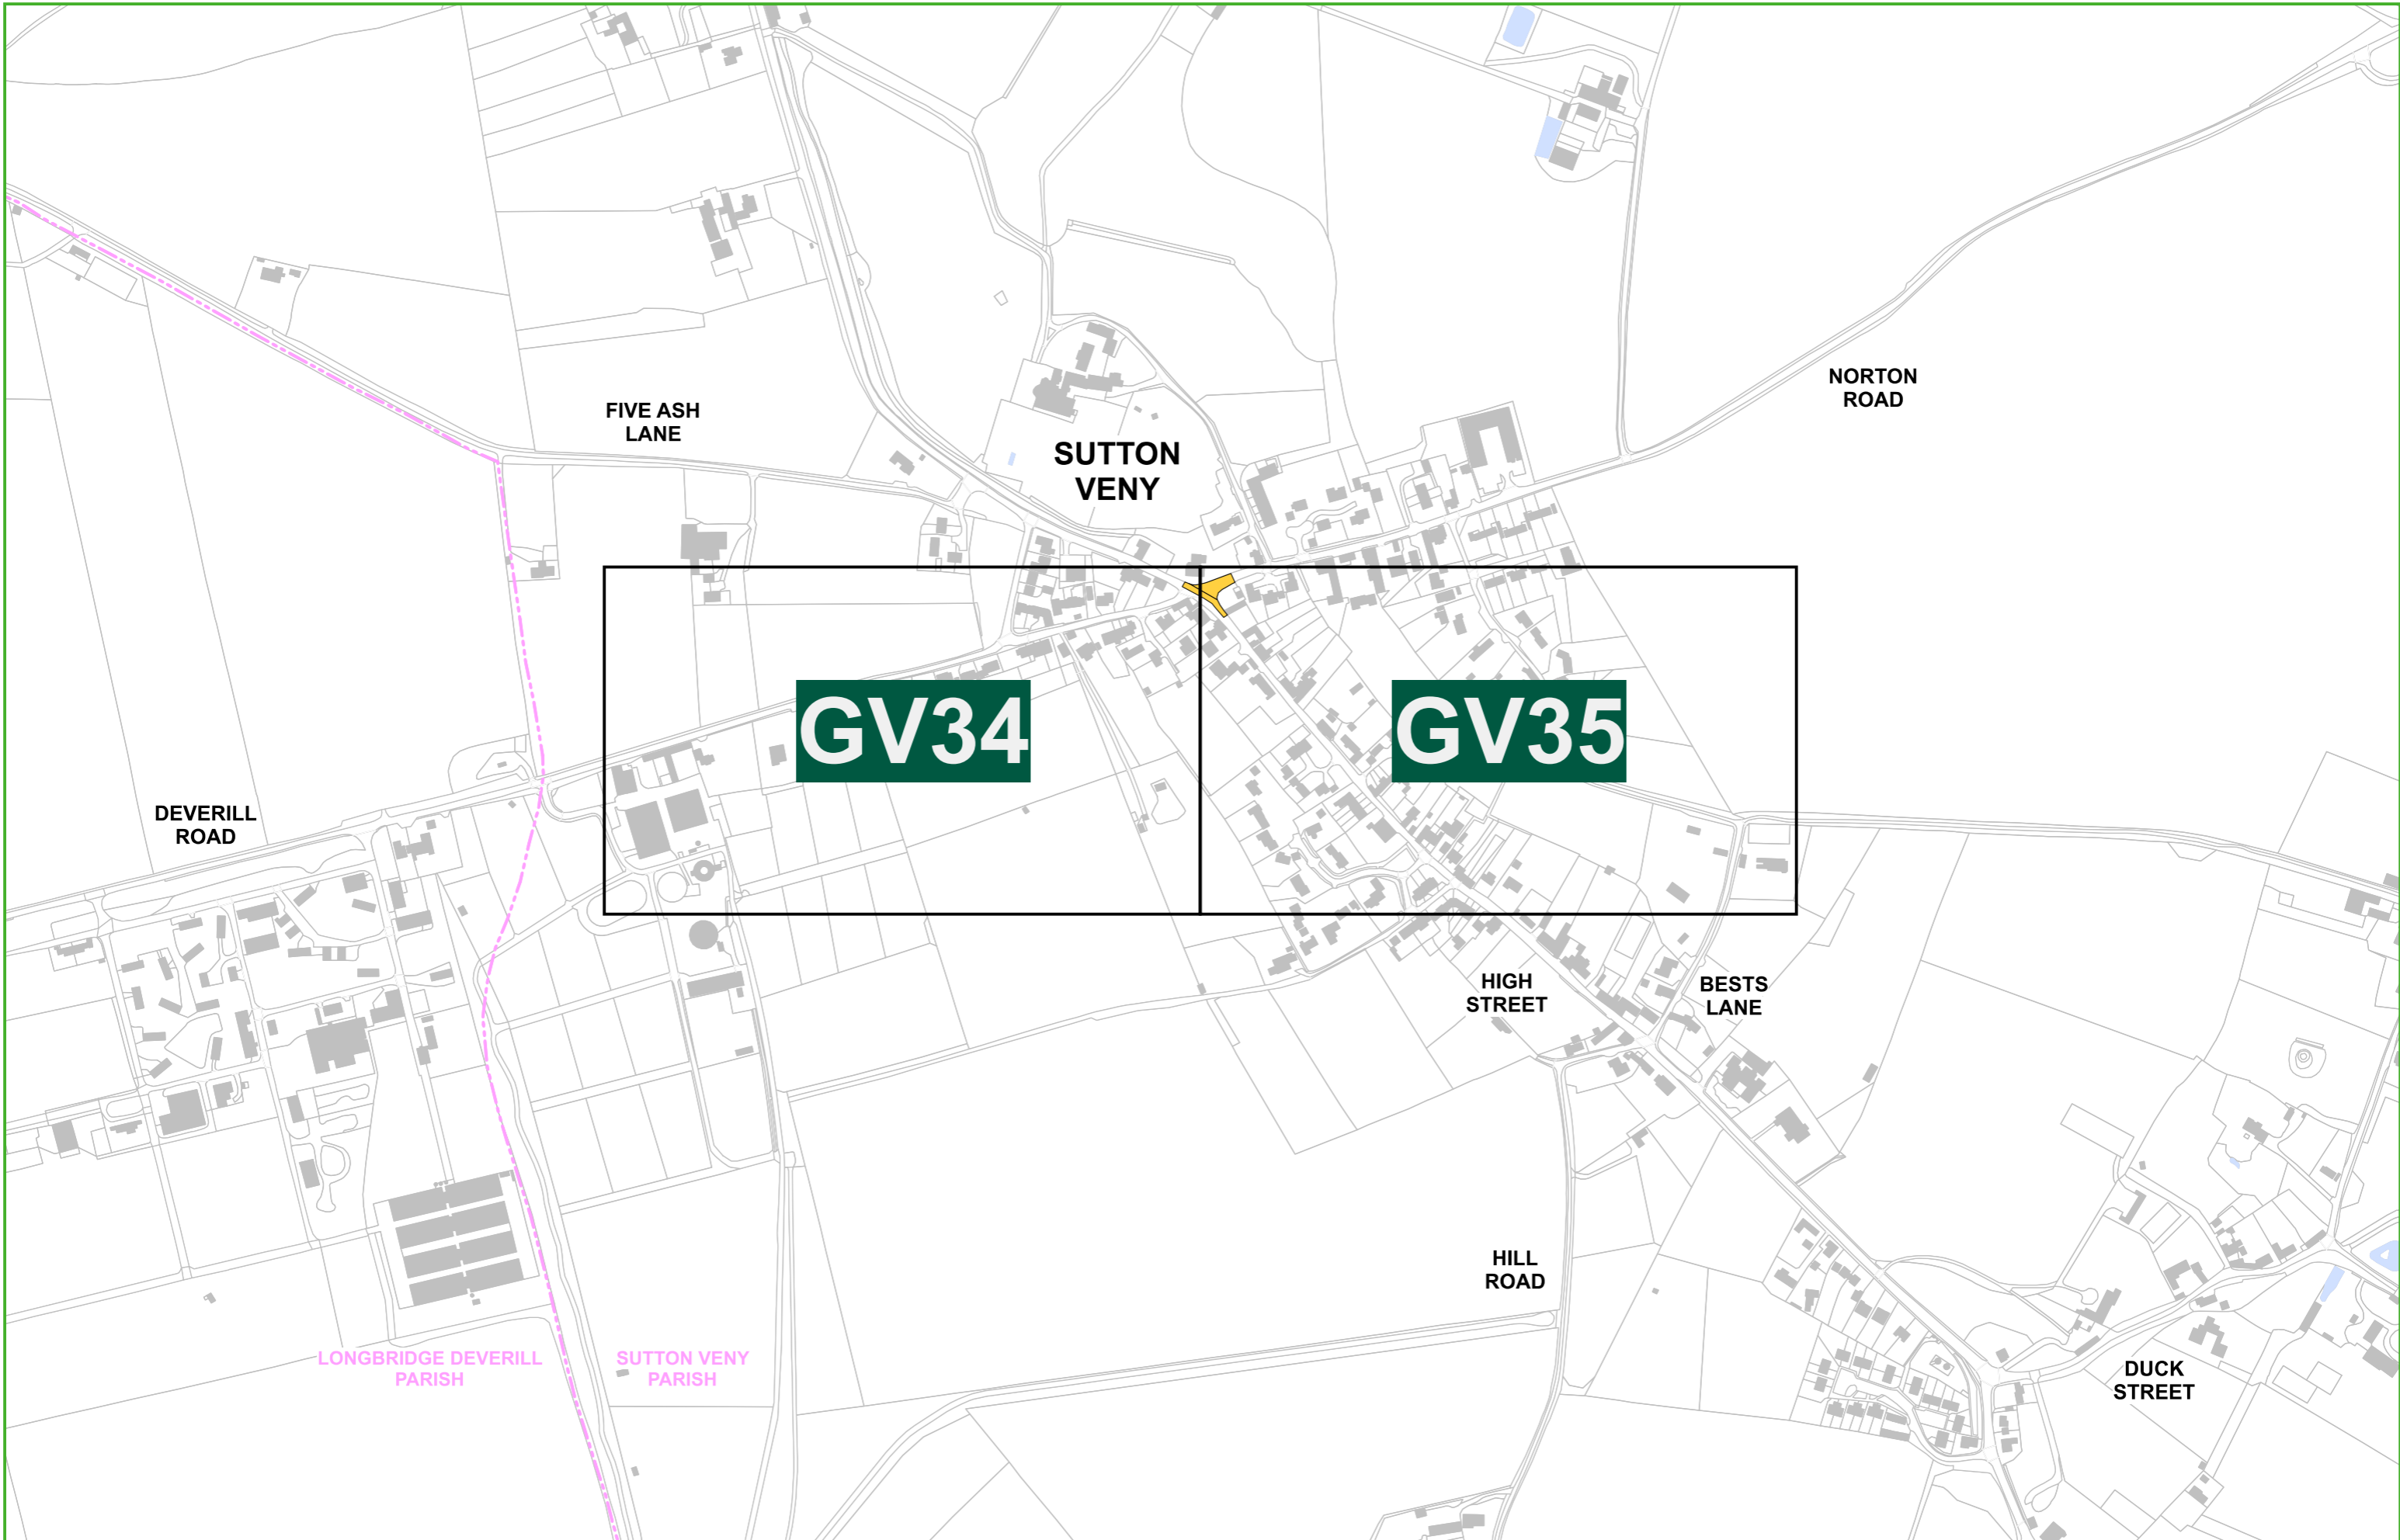 FIVE ASH
LANE
SUTTON
VENY
NORTON
ROAD
GV34
GV35
DEVERILL
ROAD
HIGH
STREET
BESTS
LANE
HILL
ROAD
LONGBRIDGE DEVERILL
PARISH
SUTTON VENY
PARISH
DUCK
STREET